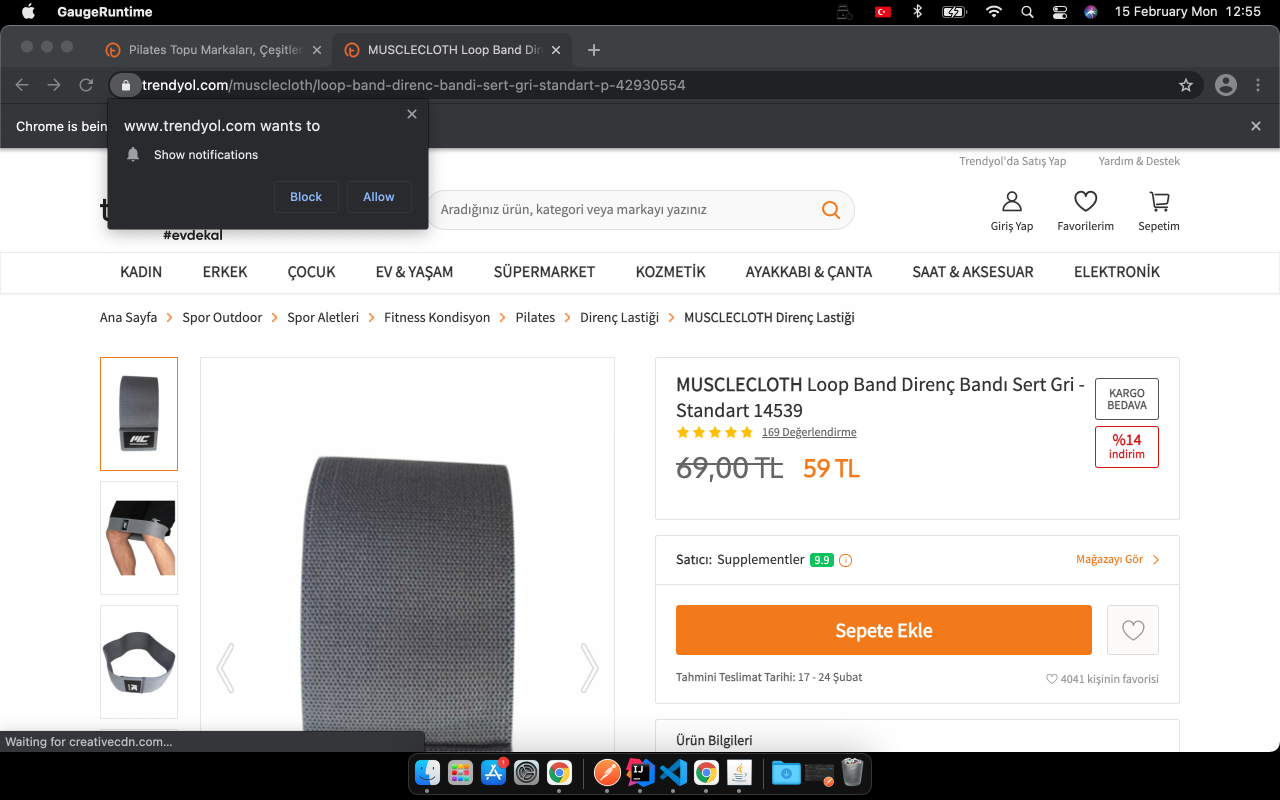 GaugeRuntime
15 February Mon 12:55
Pilates Topu Markaları, Çeşitler
MUSCLECLOTH Loop Band Dir
trendyol.com/musclecloth/loop-band-direnc-bandi-sert-gri-standart-p-42930554
Chrome is bein
www.trendyol.com wants to
Show notifications
Block
Allow
Trendyol'da Satış Yap
Yardım & Destek
#evdekal
Aradığınız ürün, kategori veya markayı yazınız
Giriş Yap
Favorilerim
Sepetim
KADIN
ERKEK
ÇOCUK
EV & YAŞAM
SÜPERMARKET
KOZMETİK
AYAKKABI & ÇANTA
SAAT & AKSESUAR
ELEKTRONİK
Ana Sayfa
Spor Outdoor
Spor Aletleri
Fitness Kondisyon
Pilates
Direnç Lastiği
MUSCLECLOTH Direnç Lastiği
MUSCLECLOTH Loop Band Direnç Bandı Sert Gri -
Standart 14539
KARGO
BEDAVA
169 Değerlendirme
%14
indirim
69,00 TL
59 TL
Satıcı: Supplementler 9.9
Mağazayı Gör
Sepete Ekle
Tahmini Teslimat Tarihi: 17 - 24 Şubat
4041 kişinin favorisi
Ürün Bilgileri
Waiting for creativecdn.com...
1
IJ